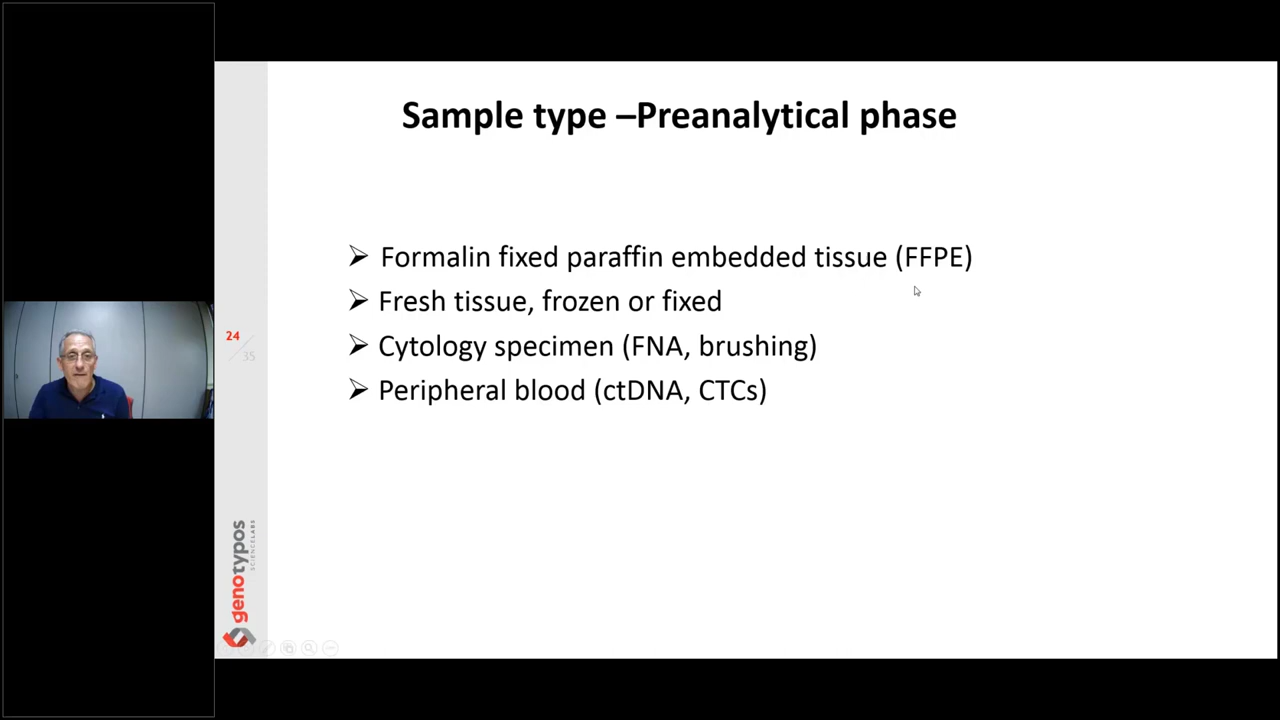 Sample type –Preanalytical phase
➢ Formalin fixed paraffin embedded tissue (FFPE)
➢ Fresh tissue, frozen or fixed
➢ Cytology specimen (FNA, brushing)
➢ Peripheral blood (ctDNA, CTCs)
24
35
genotypos
SCIENCELABS